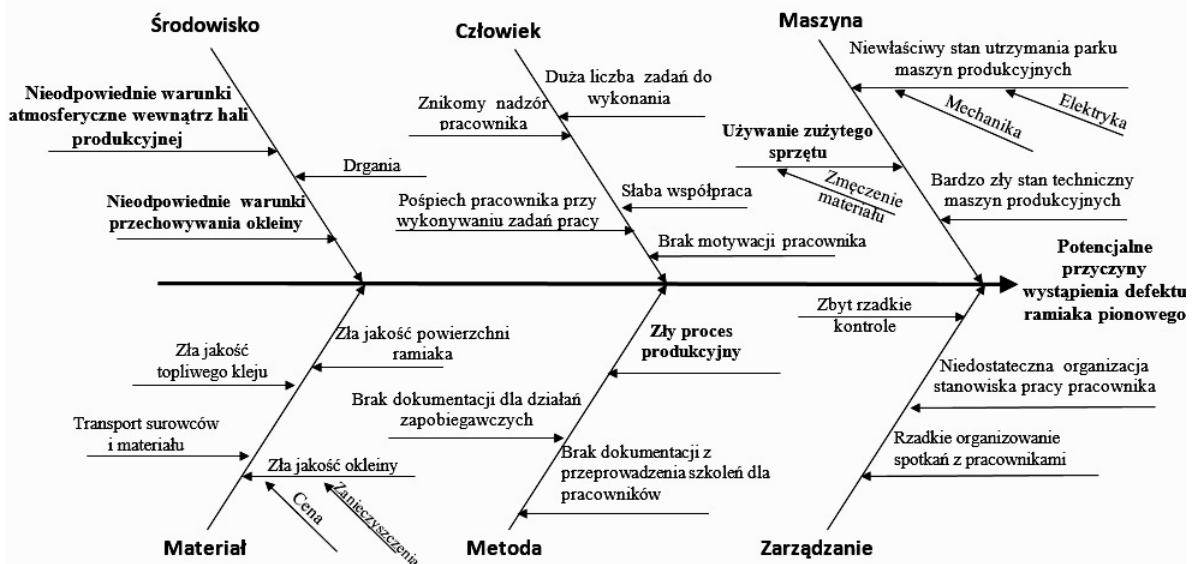 Środowisko
Nieodpowiednie warunki
atmosferyczne wewnątrz hali
produkcyjnej
Drgania
Nieodpowiednie warunki
przechowywania okleiny
Człowiek
Duża liczba zadań do
wykonania
Znikomy nadzór
pracownika
Słaba współpraca
Pośpiech pracownika przy
wykonywaniu zadań pracy
Brak motywacji pracownika
Maszyna
Niewłaściwy stan utrzymania parku
maszyn produkcyjnych
Mechanika
Elektryka
Używanie zużytego
sprzętu
Zmęczenie
materiału
Bardzo zły stan techniczny
maszyn produkcyjnych
Potencjalne
przyczyny
wystąpienia defektu
ramiaka pionowego
Zła jakość powierzchni
ramiaka
Zła jakość
topliwego kleju
Transport surowców
i materiału
Zła jakość okleiny
Cena
Zanieczyszczenia
Materiał
Zły proces
produkcyjny
Brak dokumentacji dla działań
zapobiegawczych
Brak dokumentacji z
przeprowadzenia szkoleń dla
pracowników
Metoda
Zbyt rzadkie
kontrole
Niedostateczna organizacja
stanowiska pracy pracownika
Rzadkie organizowanie
spotkań z pracownikami
Zarządzanie